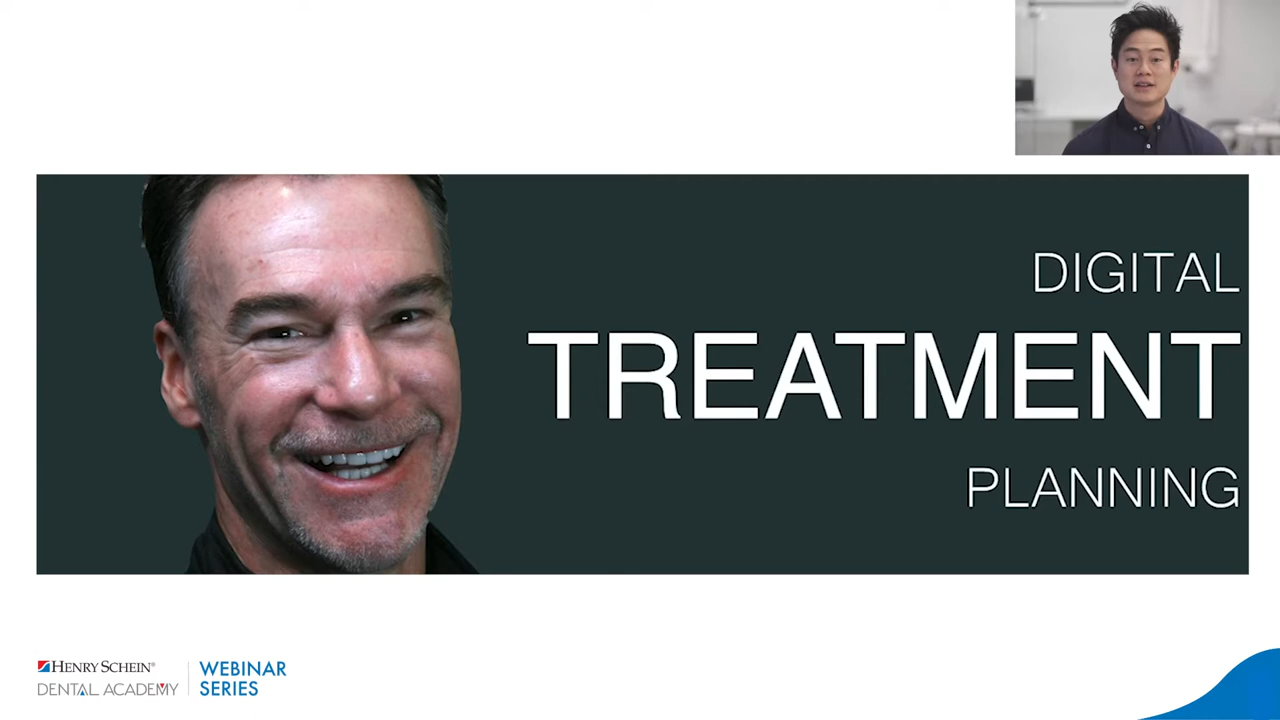 DIGITAL
TREATMENT
PLANNING
HENRY SCHEIN®
DENTAL ACADEMY
WEBINAR
SERIES